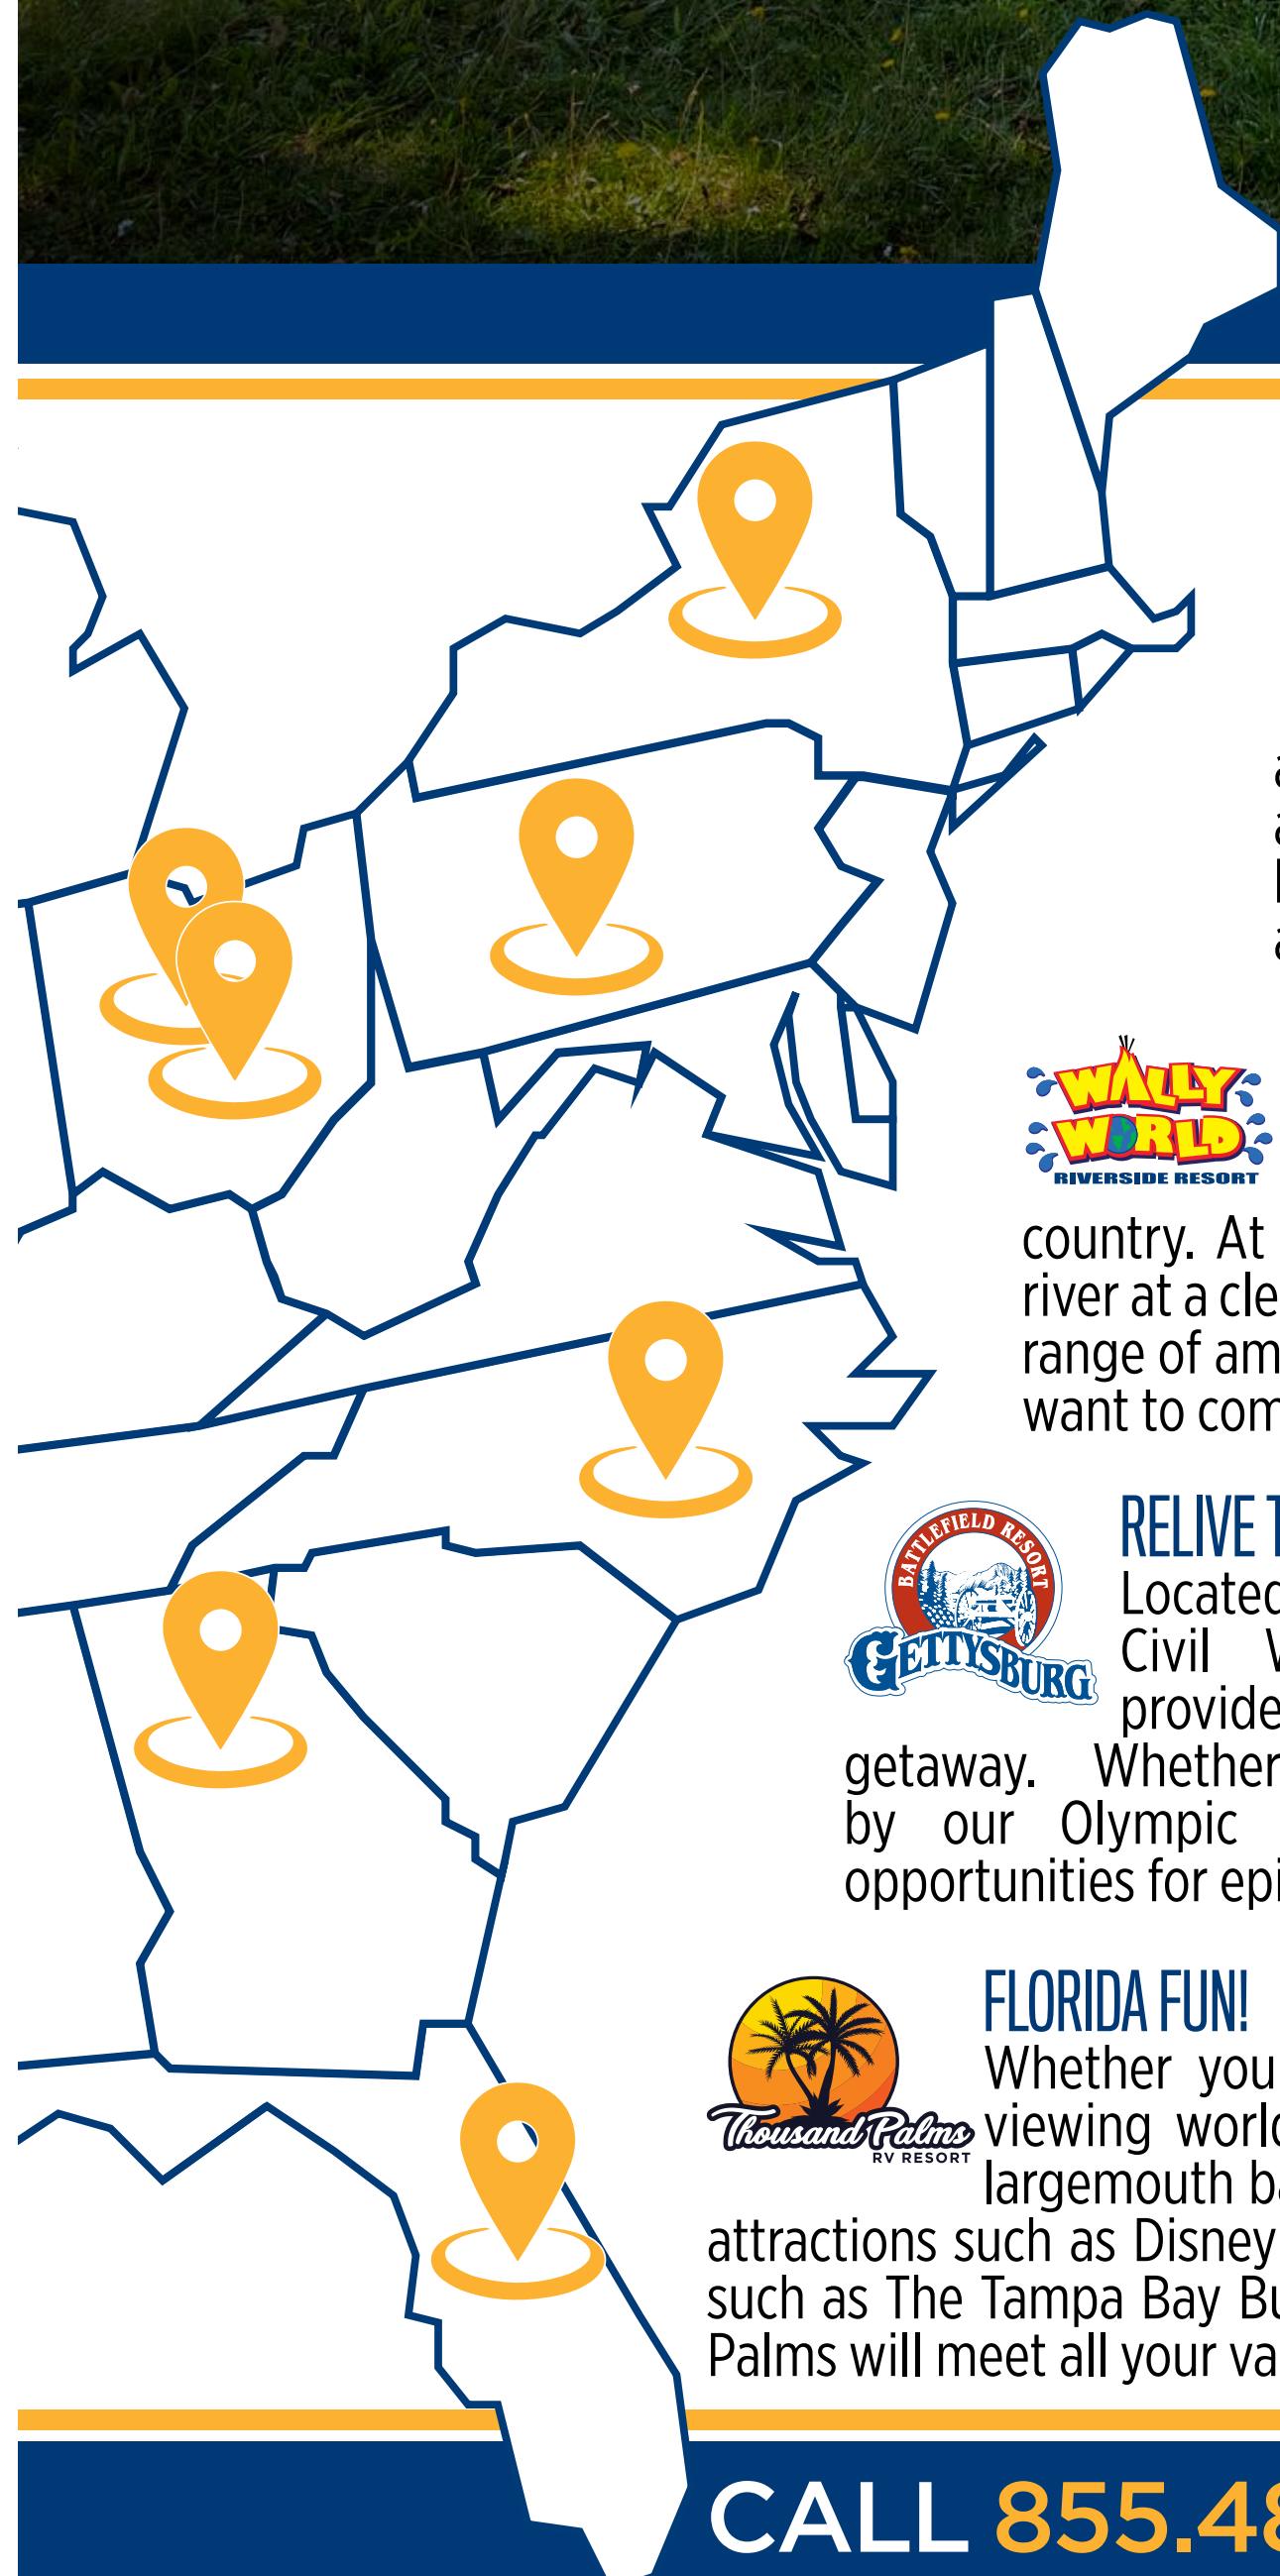 WALLY
WORLD
RIVERSIDE RESORT
country. At
river at a cle
range of am
want to com
BATTLEFIELD RESORT
GETTYSBURG
RELIVE T
Located
Civil W
provide
getaway. Whether
by our Olympic
opportunities for epi
Thousand Palms
RV RESORT
FLORIDA FUN!
Whether you
viewing world
largemouth ba
attractions such as Disney
such as The Tampa Bay Bu
Palms will meet all your va
CALL 855.48